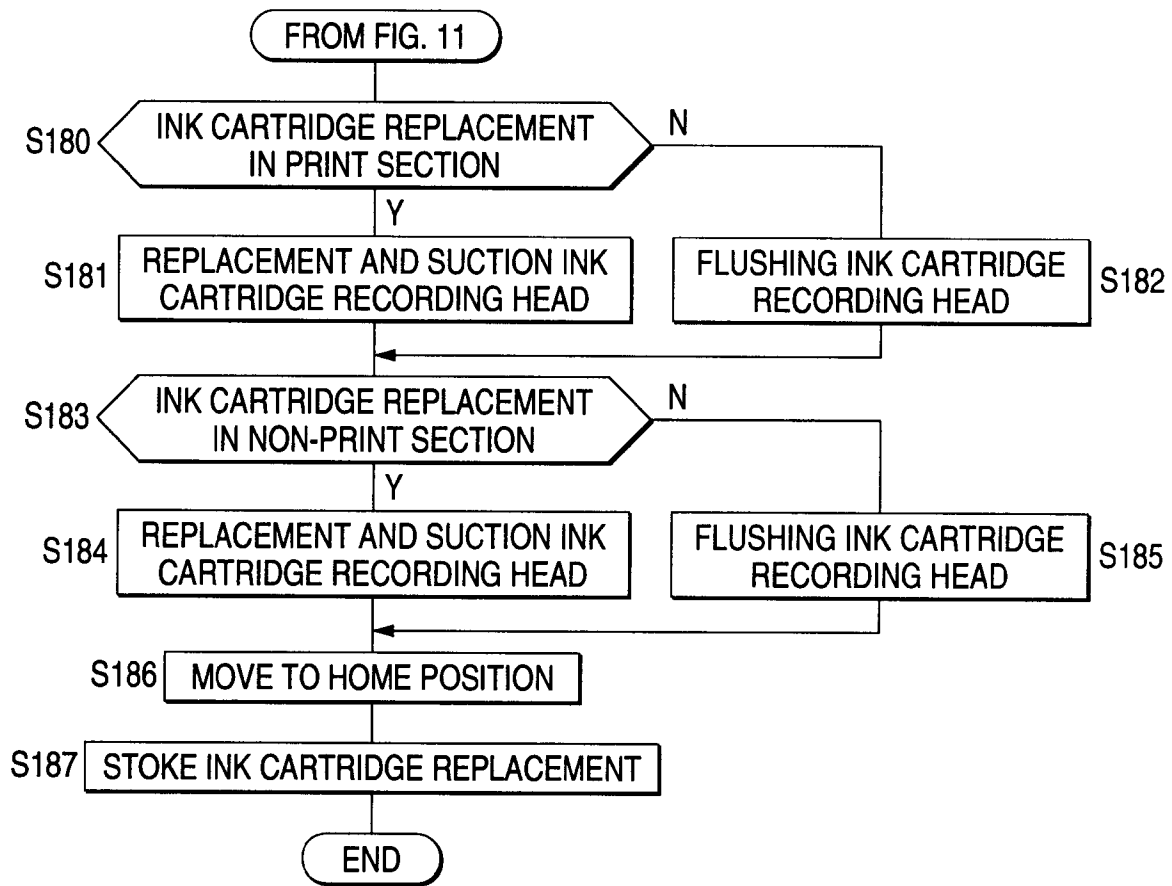 FROM FIG. 11
S180
INK CARTRIDGE REPLACEMENT
IN PRINT SECTION
N
Y
S181
REPLACEMENT AND SUCTION INK
CARTRIDGE RECORDING HEAD
FLUSHING INK CARTRIDGE
RECORDING HEAD
S182
S183
INK CARTRIDGE REPLACEMENT
IN NON-PRINT SECTION
N
Y
S184
REPLACEMENT AND SUCTION INK
CARTRIDGE RECORDING HEAD
FLUSHING INK CARTRIDGE
RECORDING HEAD
S185
S186
MOVE TO HOME POSITION
S187
STOKE INK CARTRIDGE REPLACEMENT
END